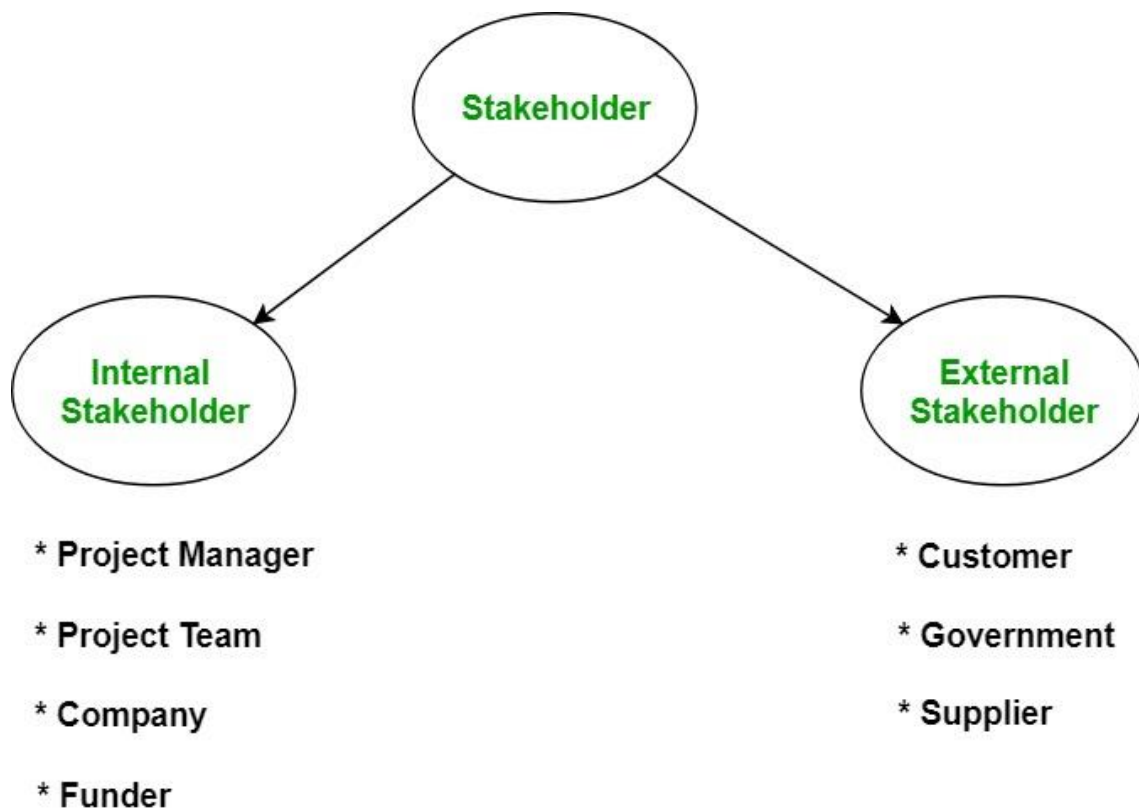 Stakeholder
Internal
Stakeholder
* Project Manager
* Project Team
* Company
* Funder
External
Stakeholder
* Customer
* Government
* Supplier